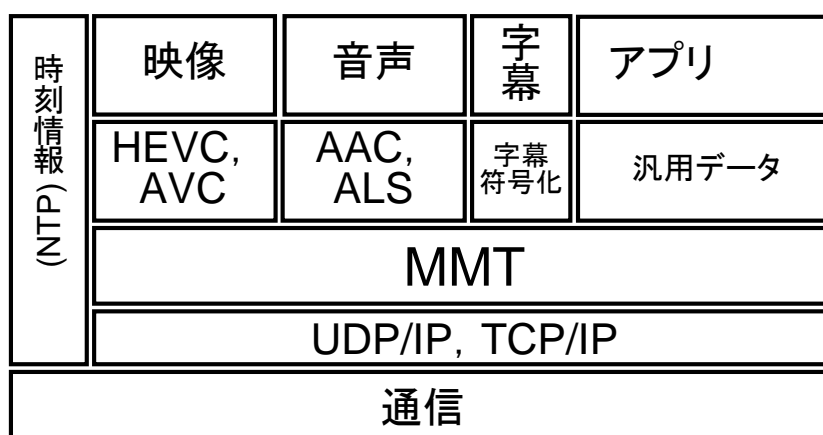 時刻情報(NTP)
映像
音声
字幕
アプリ
HEVC,
AVC
AAC,
ALS
字幕
符号化
汎用データ
MMT
UDP/IP, TCP/IP
通信